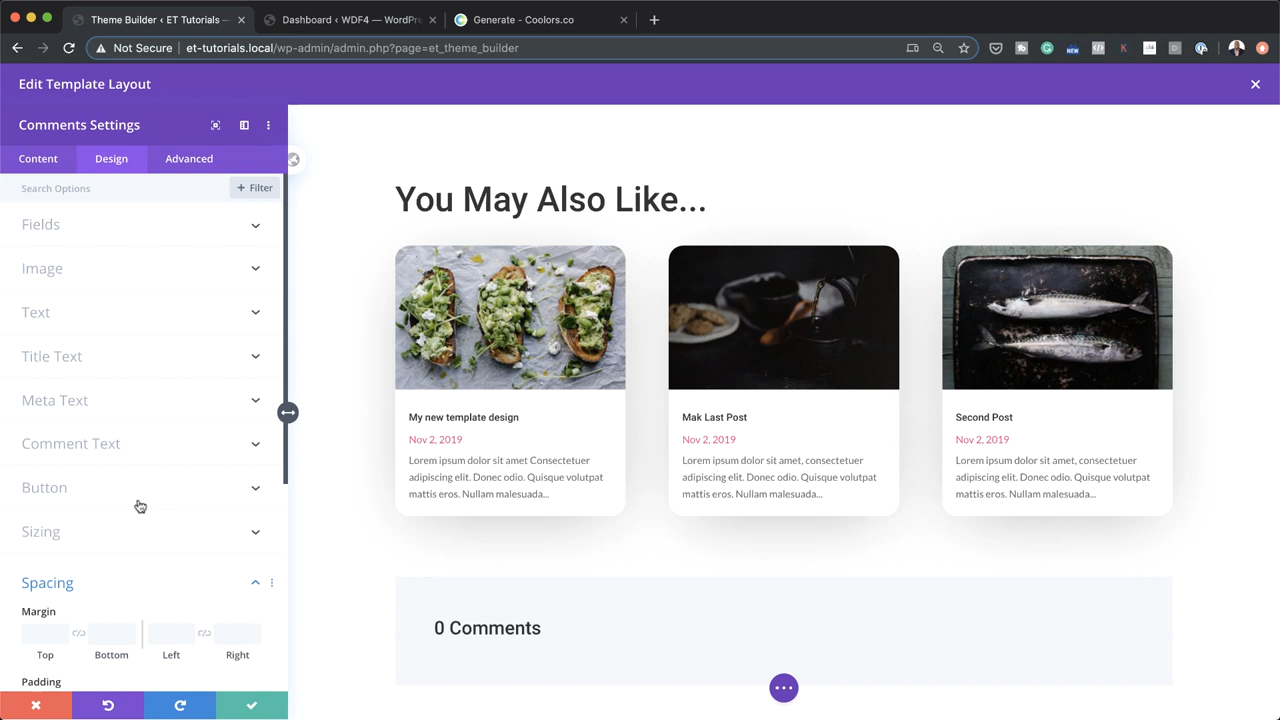 Theme Builder ‹ ET Tutorials —
Dashboard ‹ WDF4 — WordPre
Generate - Coolors.co
Not Secure
et-tutorials.local/wp-admin/admin.php?page=et_theme_builder
Edit Template Layout
Comments Settings
Content
Design
Advanced
Search Options
+ Filter
Fields
Image
Text
Title Text
Meta Text
Comment Text
Button
Sizing
Spacing
Margin
Top
Bottom
Left
Right
Padding
You May Also Like...
My new template design
Nov 2, 2019
Lorem ipsum dolor sit amet Consectetuer
adipiscing elit. Donec odio. Quisque volutpat
mattis eros. Nullam malesuada...
Mak Last Post
Nov 2, 2019
Lorem ipsum dolor sit amet, consectetuer
adipiscing elit. Donec odio. Quisque volutpat
mattis eros. Nullam malesuada...
Second Post
Nov 2, 2019
Lorem ipsum dolor sit amet, consectetuer
adipiscing elit. Donec odio. Quisque volutpat
mattis eros. Nullam malesuada...
0 Comments